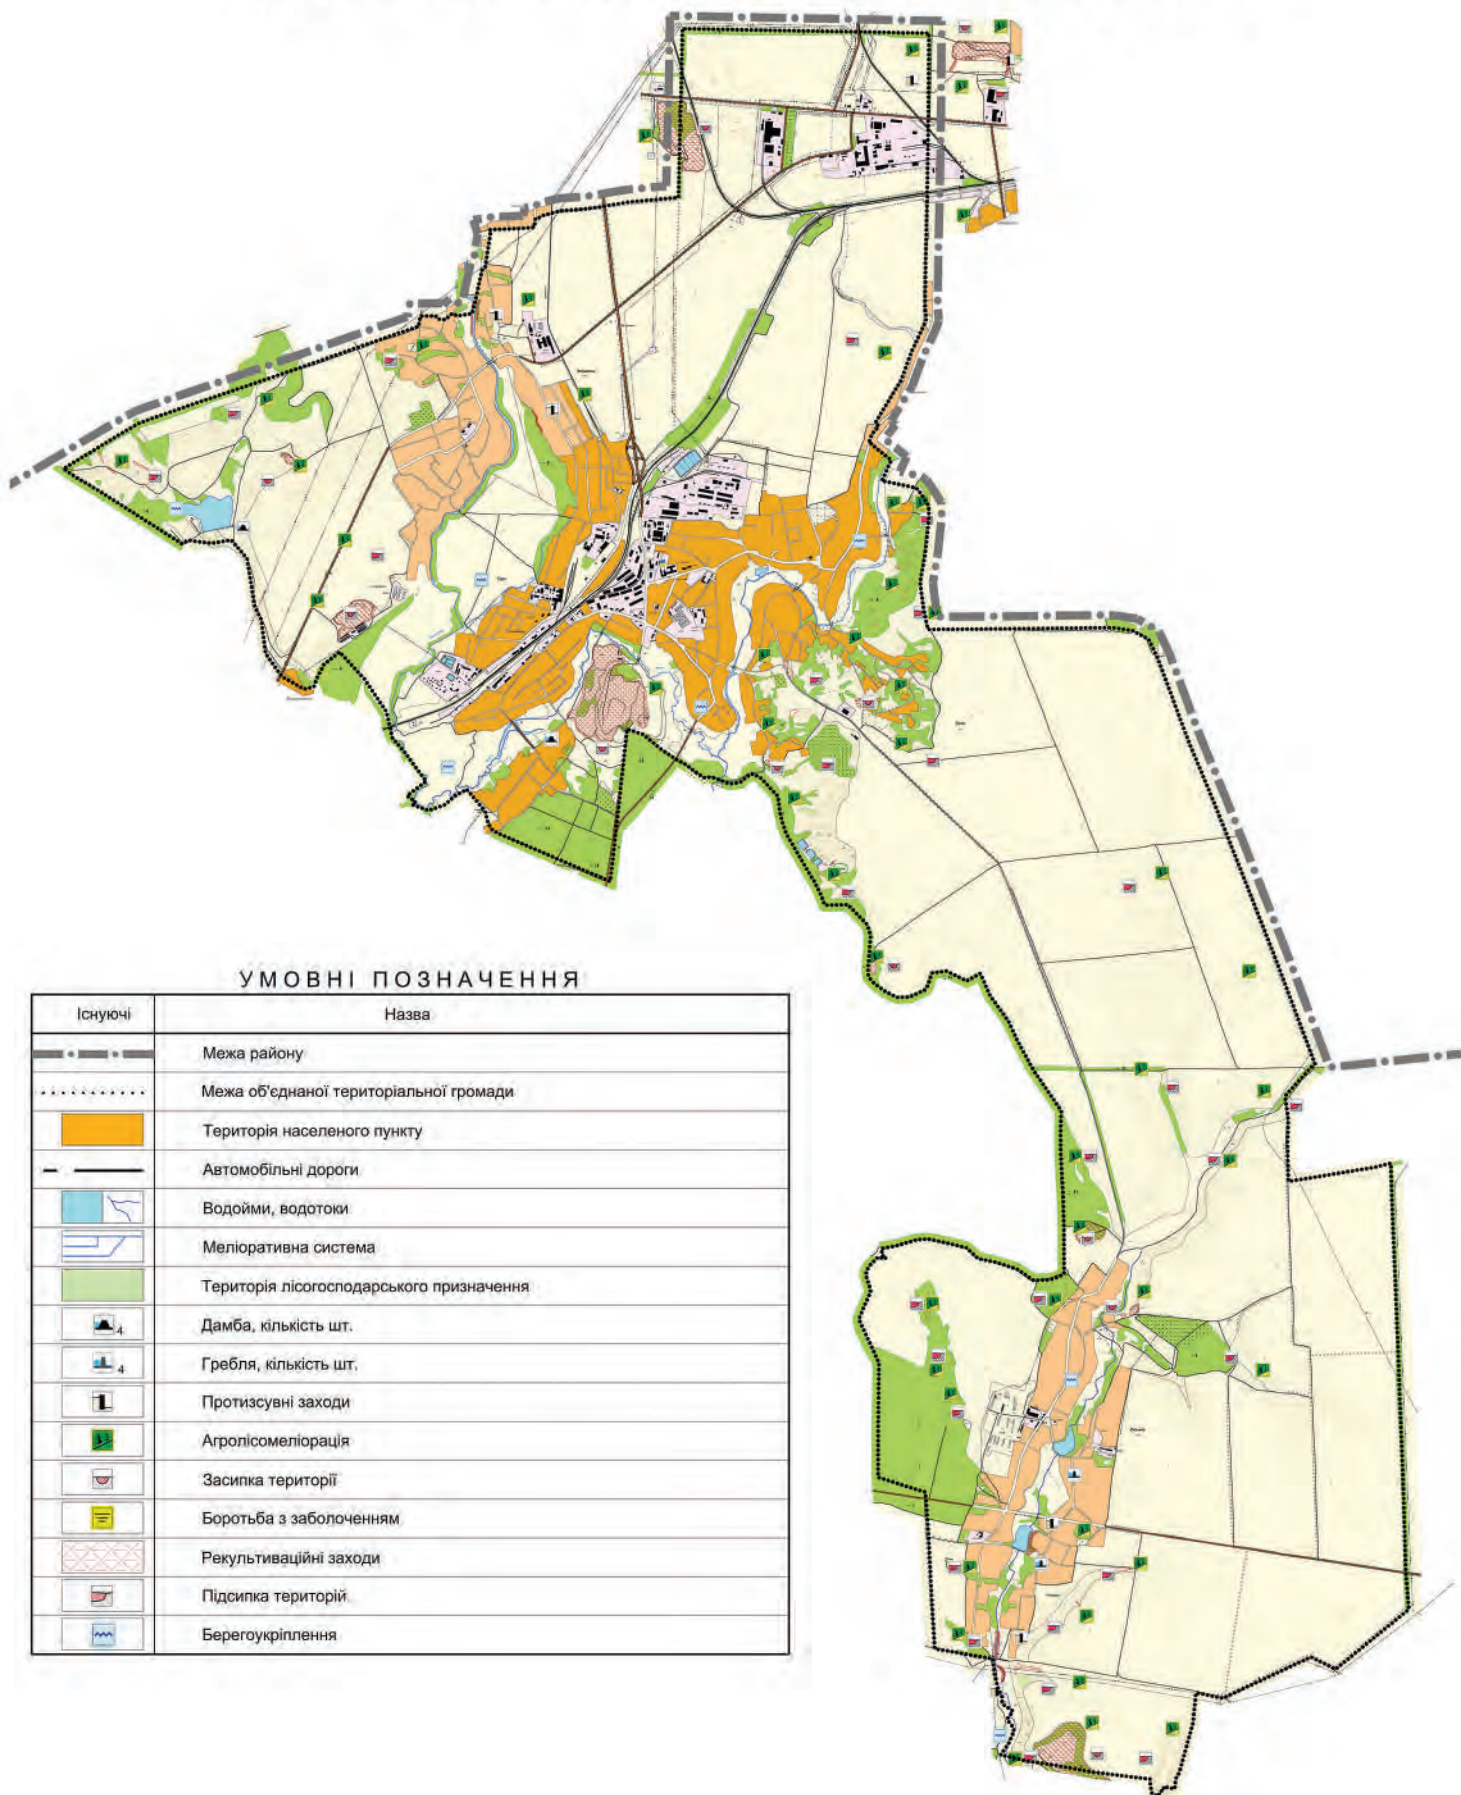 УМОВНІ ПОЗНАЧЕННЯ
Існуючі Назва
Межа району
Межа об'єднаної територіальної громади
Територія населеного пункту
Автомобільні дороги
Водойми, водотоки
Меліоративна система
Територія лісогосподарського призначення
4 Дамба, кількість шт.
4 Гребля, кількість шт.
Протизсувні заходи
Агролісомеліорація
Засипка території
Боротьба з заболоченням
Рекультиваційні заходи
Підсипка територій
Берегоукріплення